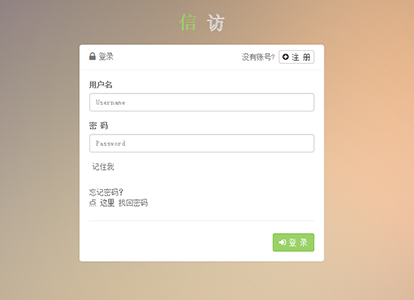 信 访
登录 没有账号? 注 册
用户名
Username
密 码
Password
记住我
忘记密码?
点 这里 找回密码
登 录